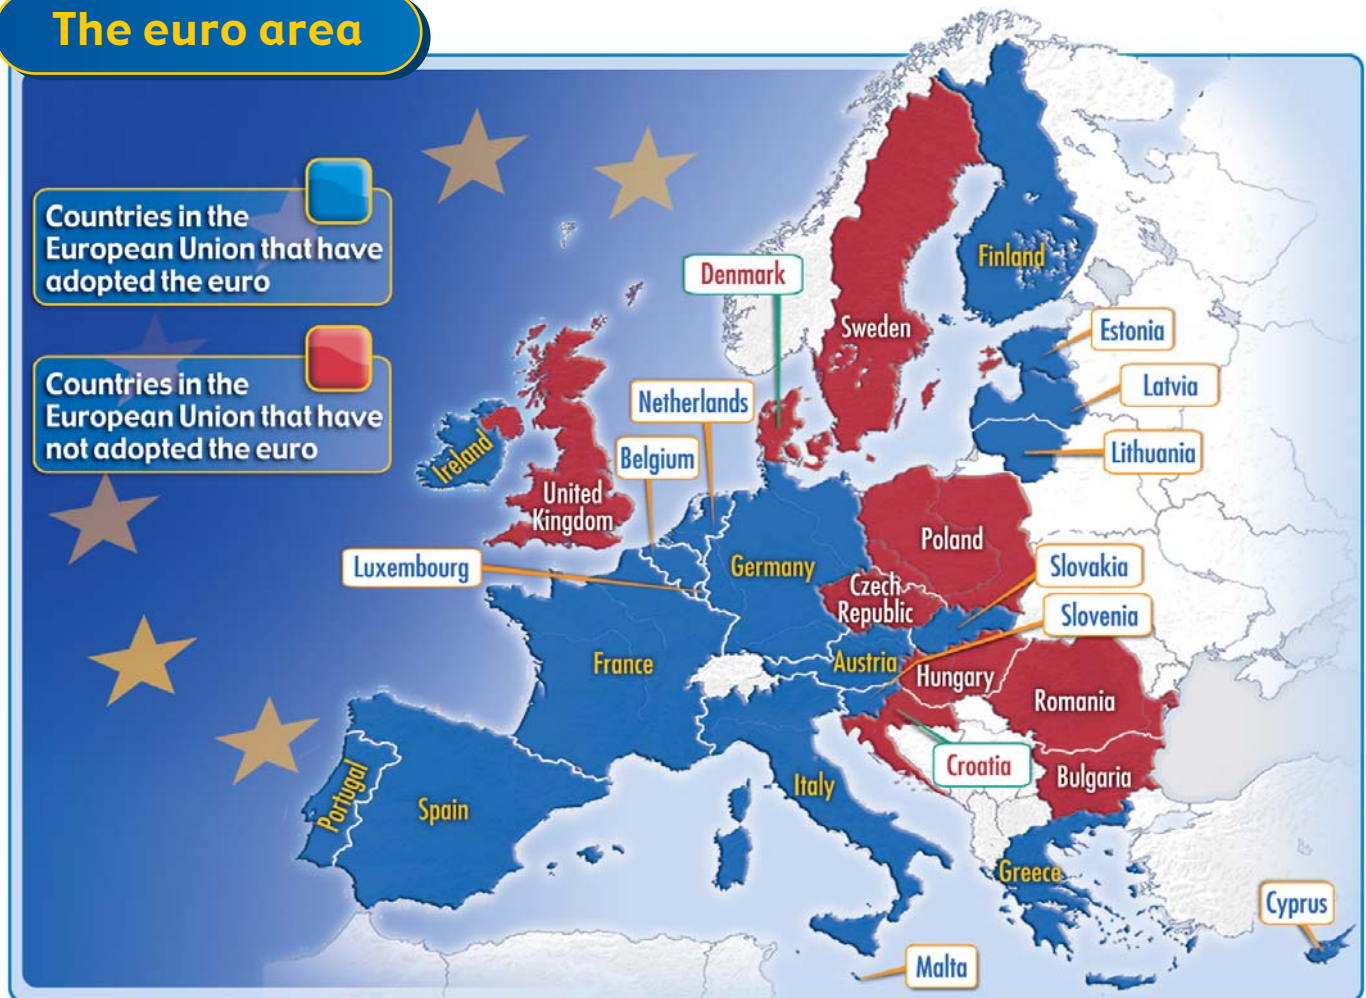 The euro area
Countries in the
European Union that have
adopted the euro
Countries in the
European Union that have
not adopted the euro
Denmark
Finland
Sweden
Estonia
Latvia
Netherlands
Lithuania
Ireland
Belgium
United
Kingdom
Poland
Luxembourg
Germany
Slovakia
Czech
Republic
Slovenia
France
Austria
Hungary
Romania
Croatia
Bulgaria
Italy
Portugal
Spain
Greece
Cyprus
Malta